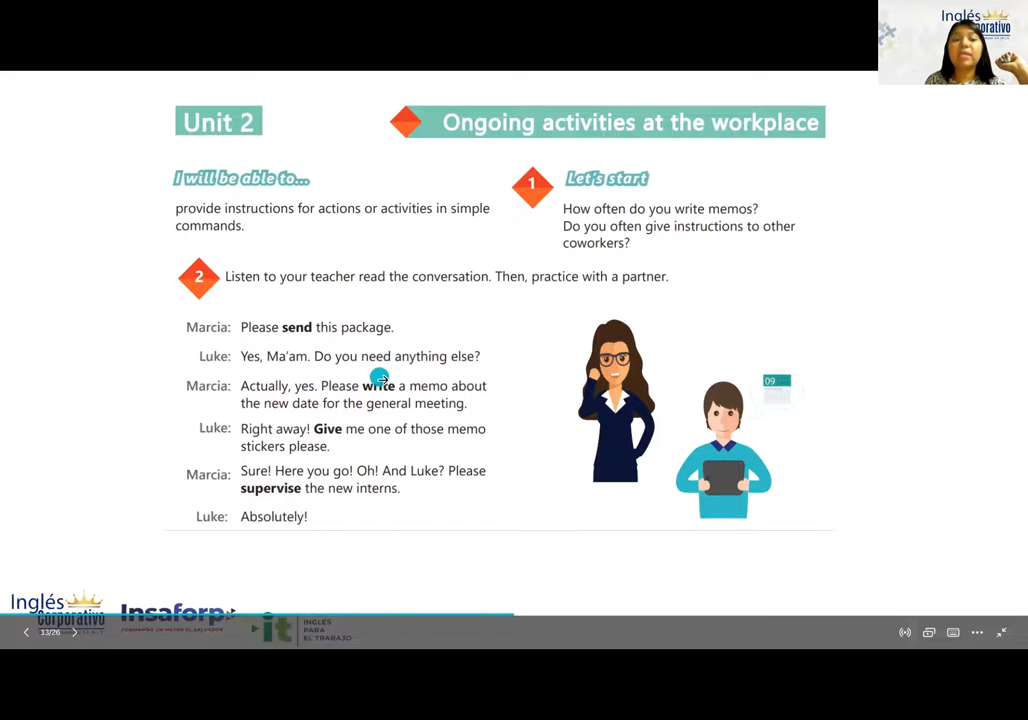 Inglés
Corporativo
Unit 2
Ongoing activities at the workplace
I will be able to...
provide instructions for actions or activities in simple
commands.
1
Let's start
How often do you write memos?
Do you often give instructions to other
coworkers?
2
Listen to your teacher read the conversation. Then, practice with a partner.
Marcia: Please send this package.
Luke: Yes, Ma'am. Do you need anything else?
Marcia: Actually, yes. Please write a memo about
the new date for the general meeting.
Luke: Right away! Give me one of those memo
stickers please.
Marcia: Sure! Here you go! Oh! And Luke? Please
supervise the new interns.
Luke: Absolutely!
09
Inglés
Corporativo
Insaforp
it
INGLÉS
PARA
EL TRABAJO
13/26